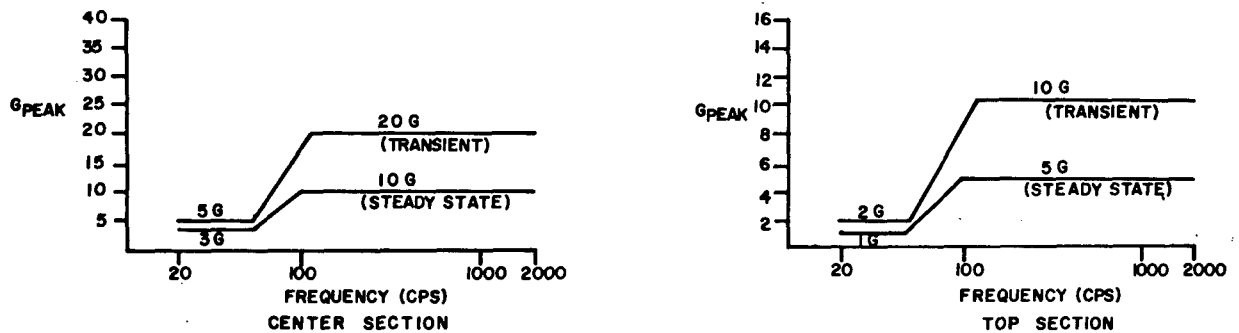 40
35
30
GPEAK 25
20
15
10
5
20 G
(TRANSIENT)
10 G
(STEADY STATE)
5 G
3 G
20 100 1000 2000
FREQUENCY (CPS)
CENTER SECTION
16
14
12
GPEAK 10
8
6
4
2
10 G
(TRANSIENT)
5 G
(STEADY STATE)
2 G
1 G
20 100 1000 2000
FREQUENCY (CPS)
TOP SECTION